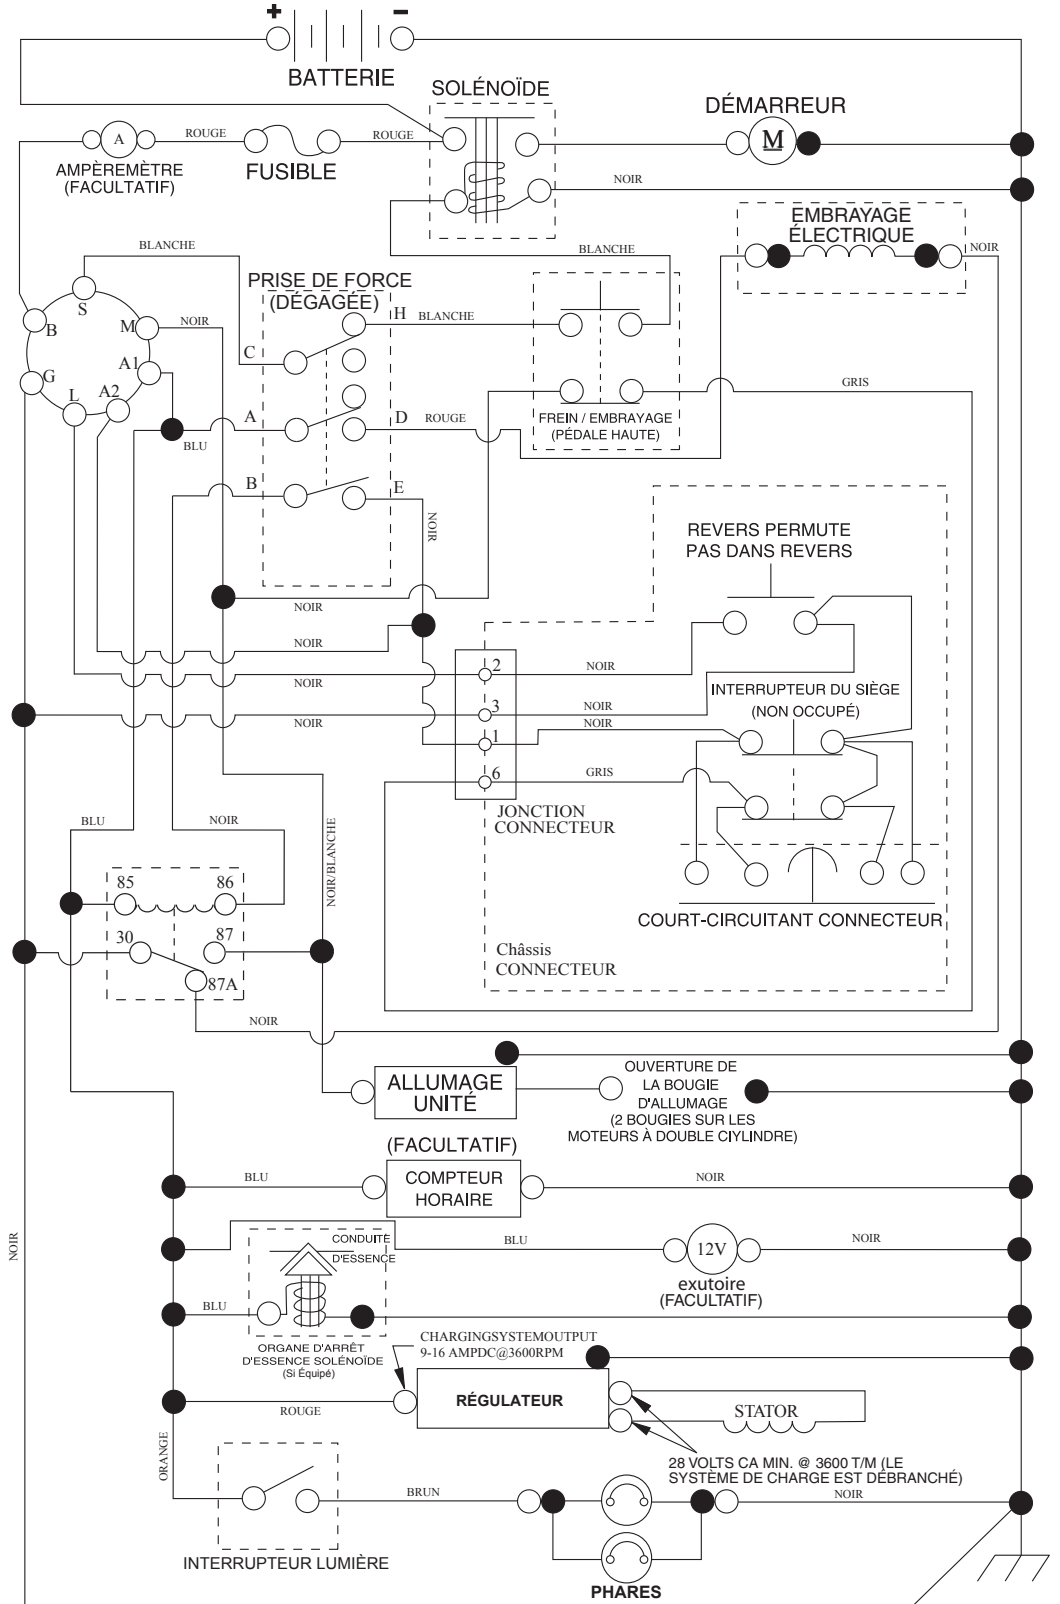 +
−
BATTERIE
SOLÉNOÏDE
DÉMARREUR
ROUGE
ROUGE
A
M
AMPÈREMÈTRE
(FACULTATIF)
FUSIBLE
NOIR
EMBRAYAGE
ÉLECTRIQUE
BLANCHE
BLANCHE
NOIR
PRISE DE FORCE
(DÉGAGÉE)
S
H
BLANCHE
B
M
NOIR
C
G
A1
L
A2
GRIS
A
D
ROUGE
FREIN / EMBRAYAGE
(PÉDALE HAUTE)
BLU
B
E
NOIR
REVERS PERMUTE
PAS DANS REVERS
NOIR
NOIR
2
NOIR
NOIR
INTERRUPTEUR DU SIÈGE
(NON OCCUPÉ)
3
NOIR
NOIR
NOIR
1
6
GRIS
JONCTION
CONNECTEUR
BLU
NOIR
NOIR/BLANCHE
85
86
COURT-CIRCUITANT CONNECTEUR
30
87
87A
Châssis
CONNECTEUR
NOIR
ALLUMAGE
UNITÉ
OUVERTURE DE
LA BOUGIE
D'ALLUMAGE
(2 BOUGIES SUR LES
MOTEURS À DOUBLE CIYLINDRE)
(FACULTATIF)
COMPTEUR
HORAIRE
BLU
NOIR
NOIR
CONDUITE
D'ESSENCE
BLU
12V
NOIR
exutoire
(FACULTATIF)
BLU
ORGANE D'ARRÊT
D'ESSENCE SOLÉNOÏDE
(Si Équipé)
CHARGINGSYSTEMOUTPUT
9-16 AMPDC@3600RPM
RÉGULATEUR
STATOR
ROUGE
28 VOLTS CA MIN. @ 3600 T/M (LE
SYSTÈME DE CHARGE EST DÉBRANCHÉ)
ORANGE
BRUN
NOIR
INTERRUPTEUR LUMIÈRE
PHARES